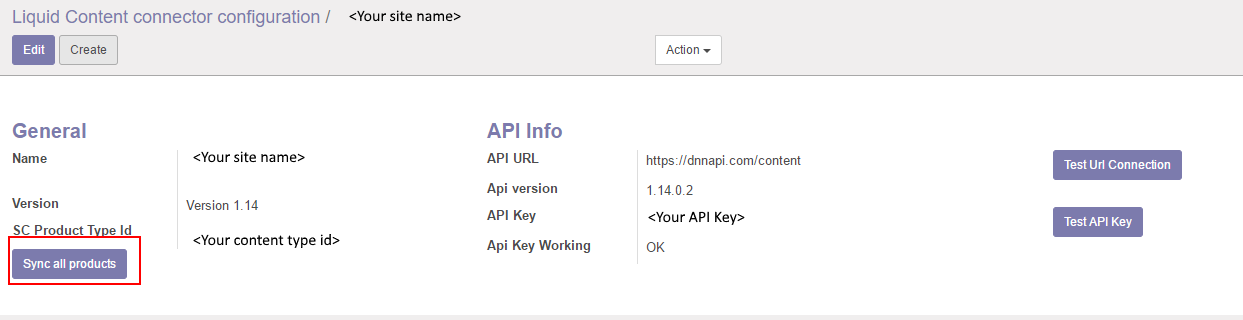 Liquid Content connector configuration / <Your site name>
Edit Create Action
General
Name <Your site name>
Version Version 1.14
SC Product Type Id <Your content type id>
Sync all products
API Info
API URL https://dnnapi.com/content Test Url Connection
Api version 1.14.0.2
API Key <Your API Key> Test API Key
Api Key Working OK